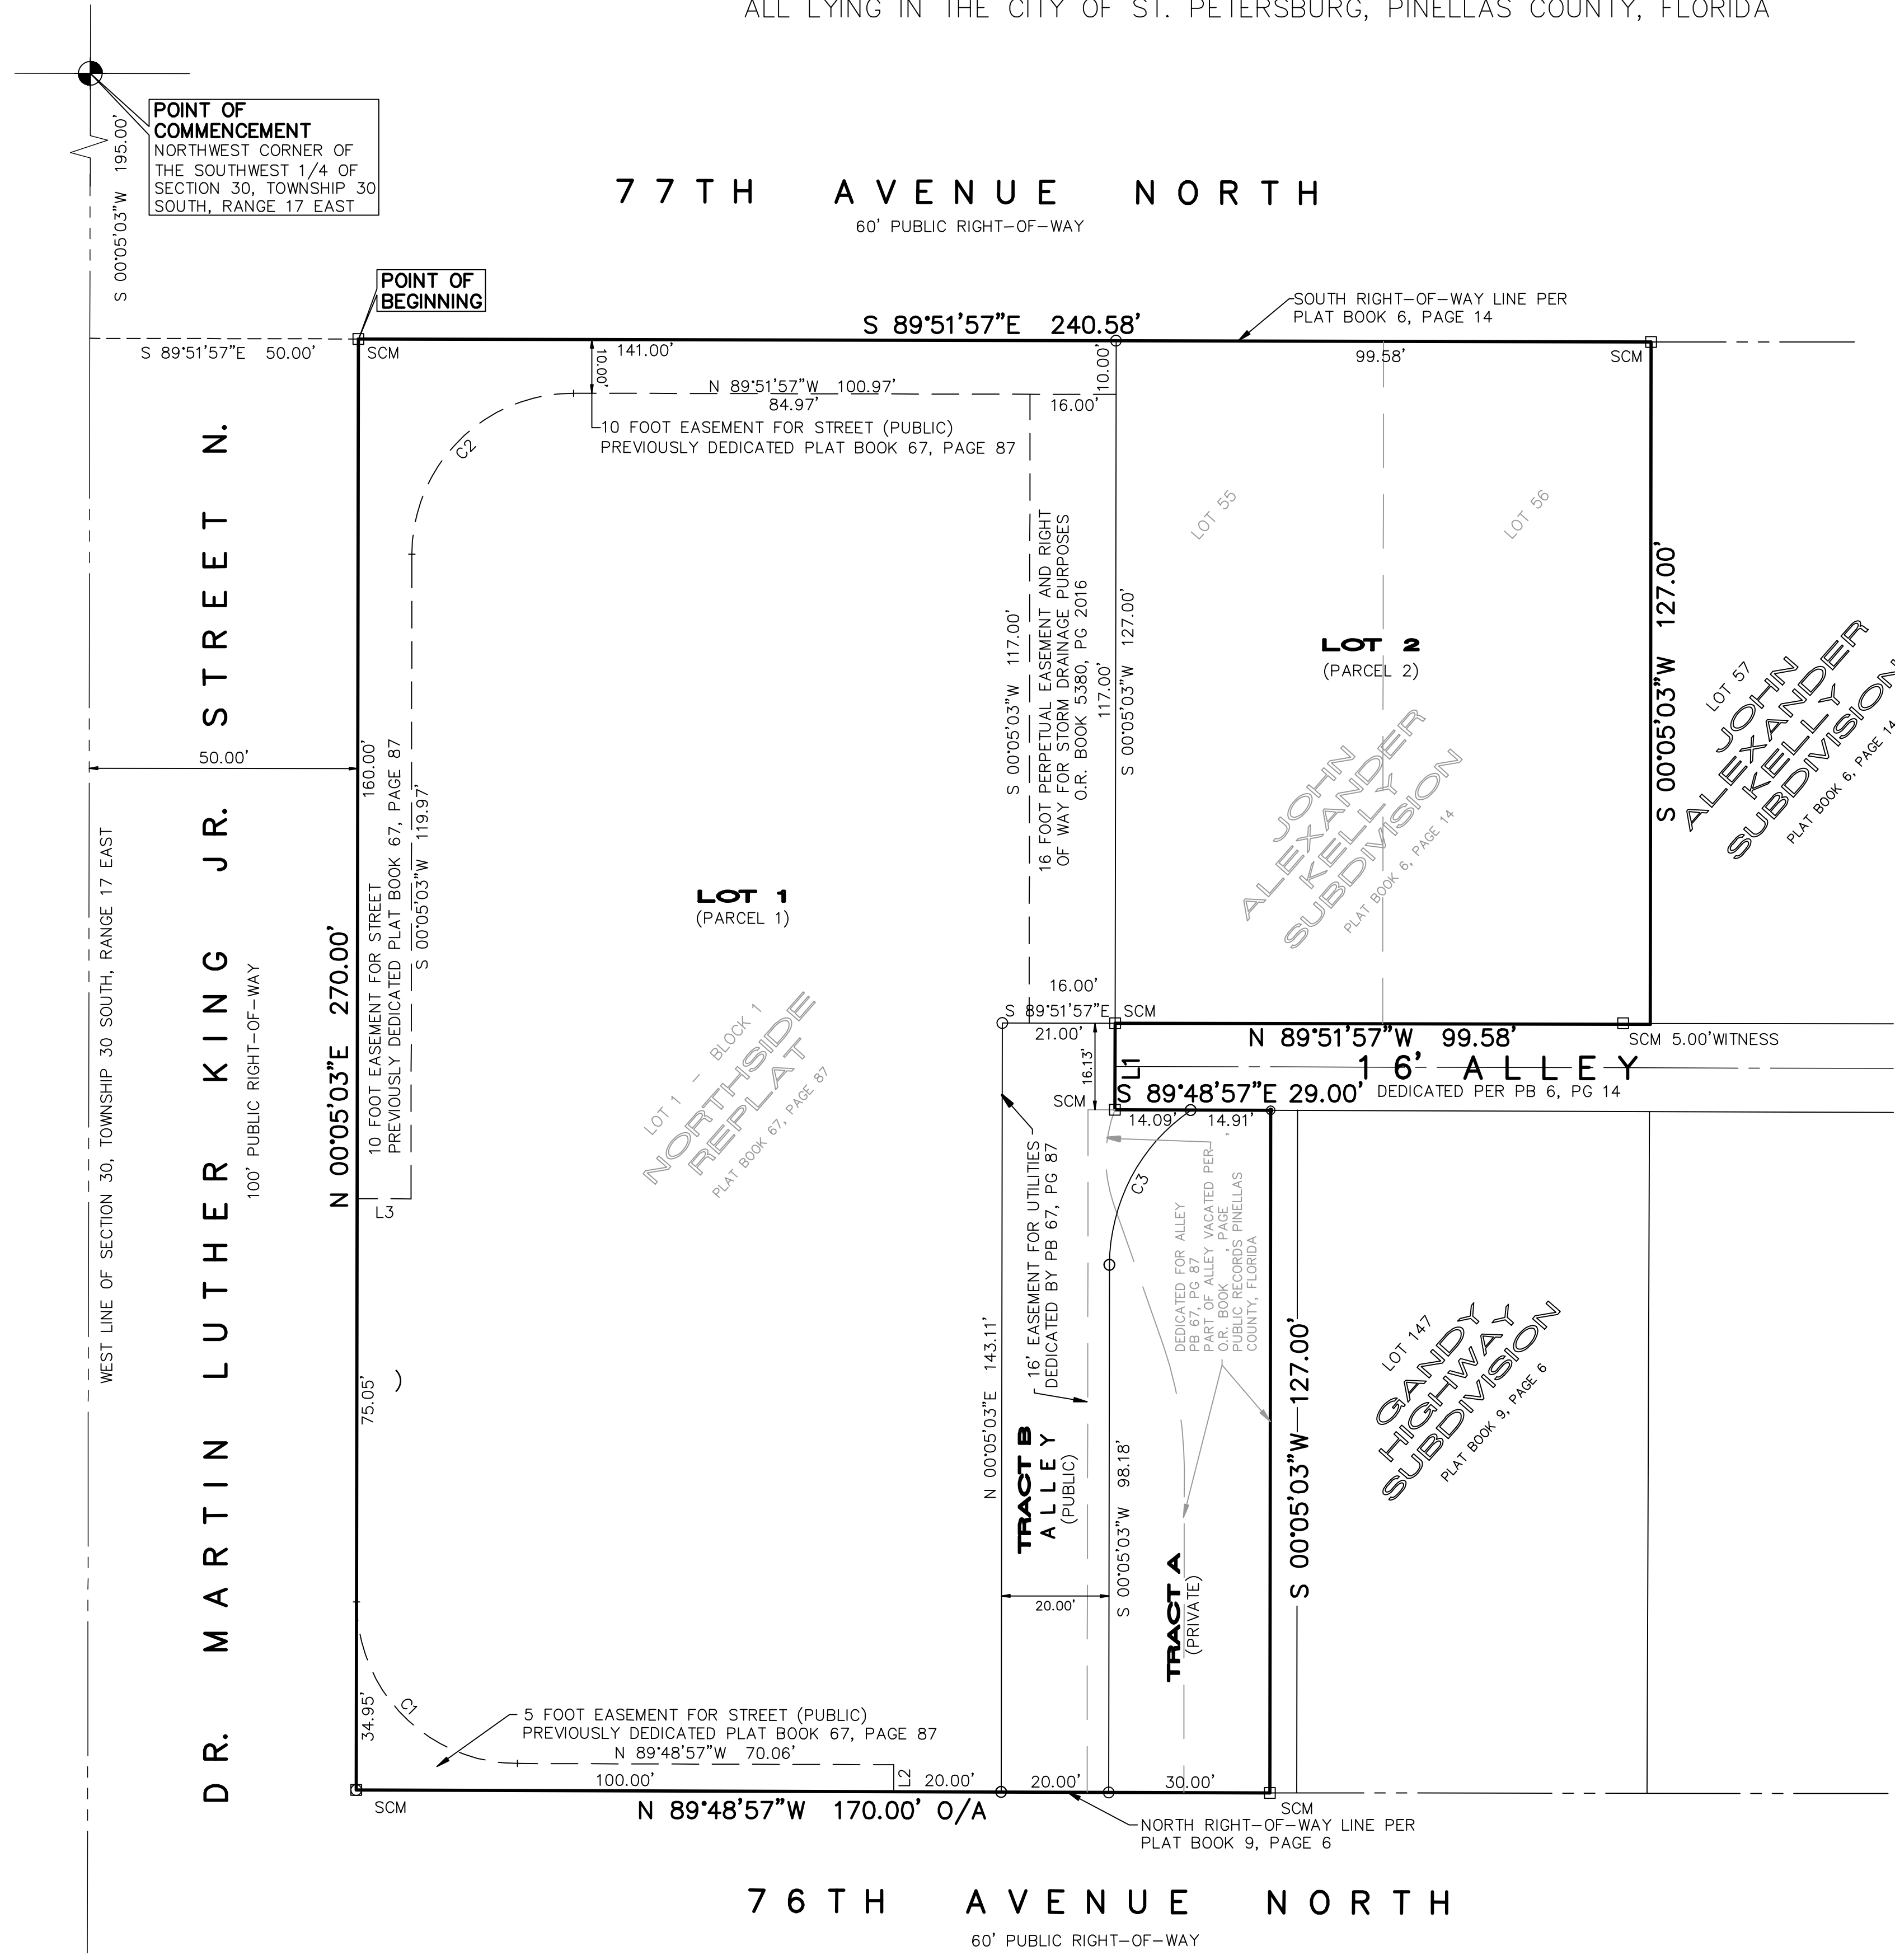 ALL LYING IN THE CITY OF ST. PETERSBURG, PINELLAS COUNTY, FLORIDA
POINT OF
COMMENCEMENT
NORTHWEST CORNER OF
THE SOUTHWEST 1/4 OF
SECTION 30, TOWNSHIP 30
SOUTH, RANGE 17 EAST
S 00°05'03"W 195.00'
77TH AVENUE NORTH
60' PUBLIC RIGHT-OF-WAY
POINT OF
BEGINNING
SOUTH RIGHT-OF-WAY LINE PER
PLAT BOOK 6, PAGE 14
S 89°51'57"E 240.58'
S 89°51'57"E 50.00'
SCM
10.00'
141.00'
10.00'
99.58'
SCM
N 89°51'57"W 100.97'
84.97'
16.00'
10 FOOT EASEMENT FOR STREET (PUBLIC)
PREVIOUSLY DEDICATED PLAT BOOK 67, PAGE 87
C2
LOT 55
LOT 56
DR. MARTIN LUTHER KING JR. STREET N.
100' PUBLIC RIGHT-OF-WAY
WEST LINE OF SECTION 30, TOWNSHIP 30 SOUTH, RANGE 17 EAST
50.00'
N 00°05'03"E 270.00'
160.00'
10 FOOT EASEMENT FOR STREET
PREVIOUSLY DEDICATED PLAT BOOK 67, PAGE 87
S 00°05'03"W 119.97'
L3
LOT 1
(PARCEL 1)
S 00°05'03"W 117.00'
16 FOOT PERPETUAL EASEMENT AND RIGHT
OF WAY FOR STORM DRAINAGE PURPOSES
O.R. BOOK 5380, PG 2016
117.00'
S 00°05'03"W 127.00'
LOT 2
(PARCEL 2)
S 00°05'03"W 127.00'
LOT 57
JOHN
ALEXANDER
KELLY
SUBDIVISION
PLAT BOOK 6, PAGE 14
JOHN
ALEXANDER
KELLY
SUBDIVISION
PLAT BOOK 6, PAGE 14
LOT 1 - BLOCK 1
NORTHSIDE
REPLAT
PLAT BOOK 67, PAGE 87
16.00'
S 89°51'57"E
SCM
21.00'
N 89°51'57"W 99.58'
SCM 5.00'WITNESS
16.13'
L1
16' ALLEY
S 89°48'57"E 29.00'
DEDICATED PER PB 6, PG 14
SCM
14.09'
14.91'
C3
16' EASEMENT FOR UTILITIES
DEDICATED BY PB 67, PG 87
DEDICATED FOR ALLEY
PB 67, PG 87
PART OF ALLEY VACATED PER
O.R. BOOK , PAGE ,
PUBLIC RECORDS PINELLAS
COUNTY, FLORIDA
N 00°05'03"E 143.11'
TRACT B
ALLEY
(PUBLIC)
S 00°05'03"W 98.18'
20.00'
TRACT A
(PRIVATE)
S 00°05'03"W 127.00'
LOT 147
GANDY
HIGHWAY
SUBDIVISION
PLAT BOOK 9, PAGE 6
75.05'
)
34.95'
C1
5 FOOT EASEMENT FOR STREET (PUBLIC)
PREVIOUSLY DEDICATED PLAT BOOK 67, PAGE 87
N 89°48'57"W 70.06'
100.00'
L2
20.00'
20.00'
30.00'
SCM
N 89°48'57"W 170.00' O/A
SCM
NORTH RIGHT-OF-WAY LINE PER
PLAT BOOK 9, PAGE 6
76TH AVENUE NORTH
60' PUBLIC RIGHT-OF-WAY